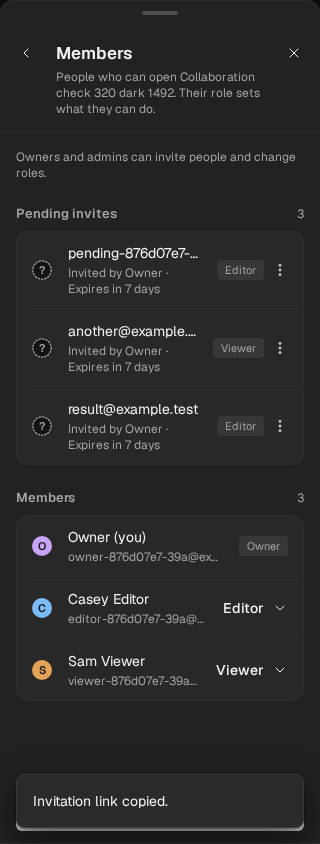 Members
People who can open Collaboration
check 320 dark 1492. Their role sets
what they can do.
Owners and admins can invite people and change
roles.
Pending invites 3
? pending-876d07e7-… Editor
Invited by Owner ·
Expires in 7 days
? another@example.… Viewer
Invited by Owner ·
Expires in 7 days
? result@example.test Editor
Invited by Owner ·
Expires in 7 days
Members 3
O Owner (you) Owner
owner-876d07e7-39a@ex…
C Casey Editor Editor
editor-876d07e7-39a@…
S Sam Viewer Viewer
viewer-876d07e7-39a…
Invitation link copied.